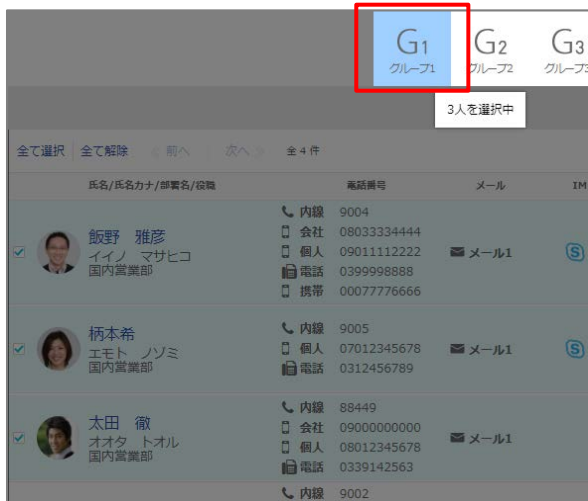 G1 G2 G3
グループ1 グループ2 グループ3
3人を選択中
全て選択 全て解除 《 前へ 次へ 》 全 4 件
氏名/氏名カナ/部署名/役職 電話番号 メール IM
内線 9004
飯野 雅彦 会社 08033334444
イイノ マサヒコ 個人 09011112222 メール1
国内営業部 電話 0399998888
携帯 00077776666
内線 9005
柄本希 個人 07012345678 メール1
エモト ノゾミ 電話 0312456789
国内営業部
内線 88449
太田 徹 会社 09000000000
オオタ トオル 個人 08012345678 メール1
国内営業部 電話 0339142563
内線 9002